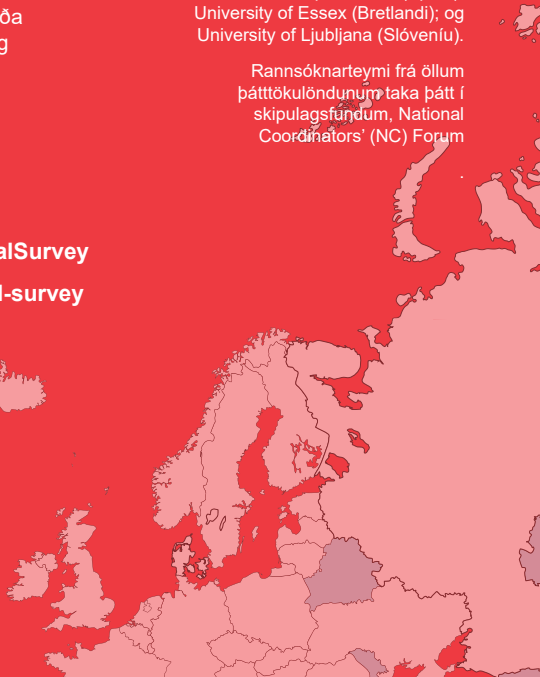 ða
g
University of Essex (Bretlandi); og
University of Ljubljana (Slóveníu).
Rannsóknarteymi frá öllum
þátttökulöndunum taka þátt í
skipulagsfundum, National
Coordinators' (NC) Forum
.
alSurvey
l-survey